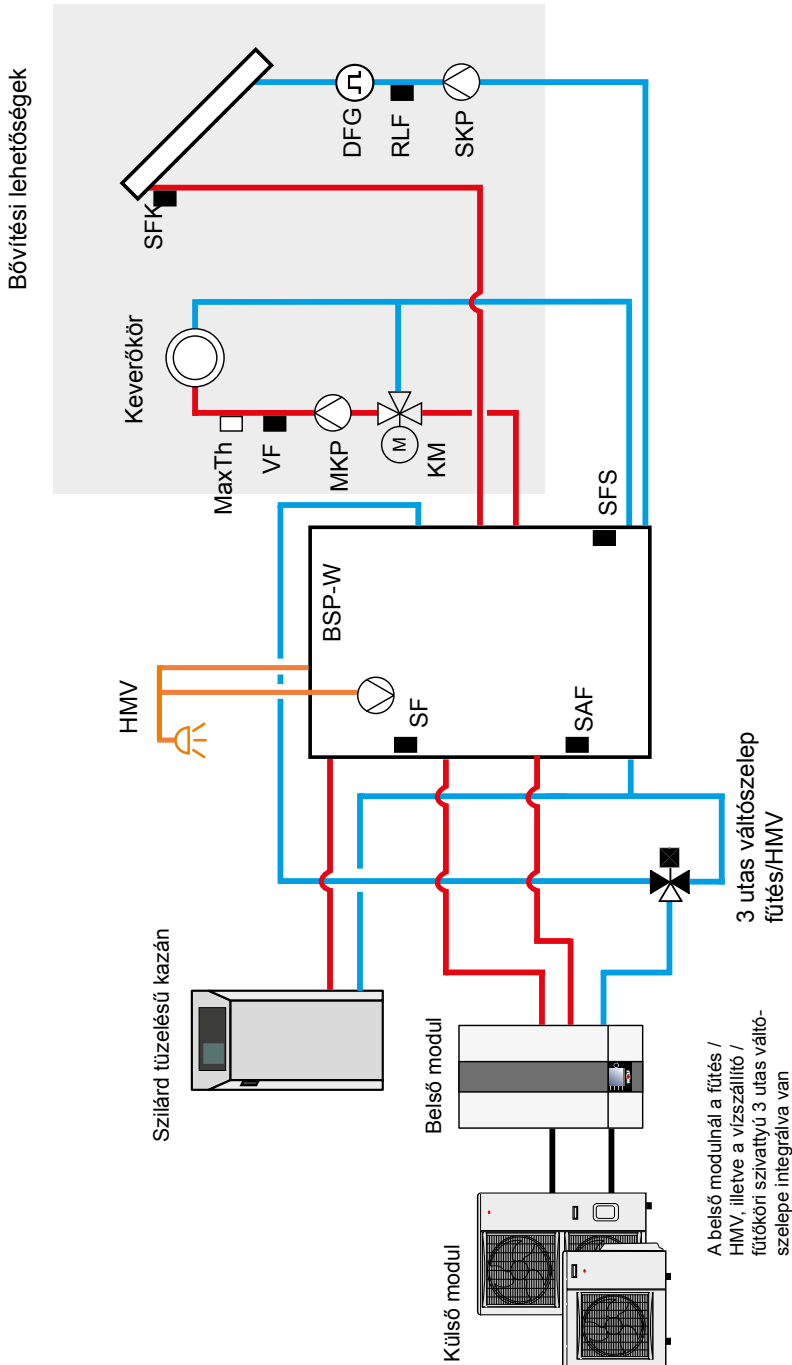 Bővítési lehetőségek
SFK
DFG
RLF
SKP
Keverőkör
MaxTh
VF
MKP
M
KM
HMV
BSP-W
SF
SAF
SFS
Szilárd tüzelésű kazán
Belső modul
Külső modul
3 utas váltószelep
fűtés/HMV
A belső modulnál a fűtés /
HMV, illetve a vízszállító /
fűtőköri szivattyú 3 utas váltó-
szelepe integrálva van